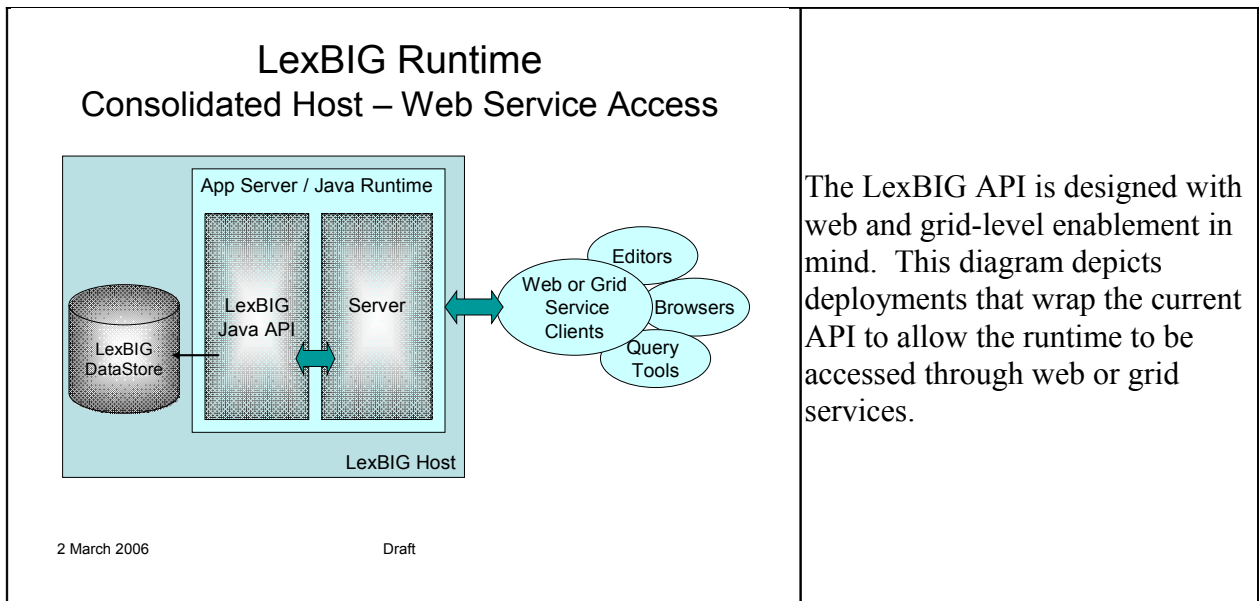 LexBIG Runtime
Consolidated Host – Web Service Access
App Server / Java Runtime
LexBIG
Java API
Server
LexBIG
DataStore
LexBIG Host
Web or Grid
Service
Clients
Editors
Browsers
Query
Tools
2 March 2006
Draft
The LexBIG API is designed with
web and grid-level enablement in
mind.  This diagram depicts
deployments that wrap the current
API to allow the runtime to be
accessed through web or grid
services.